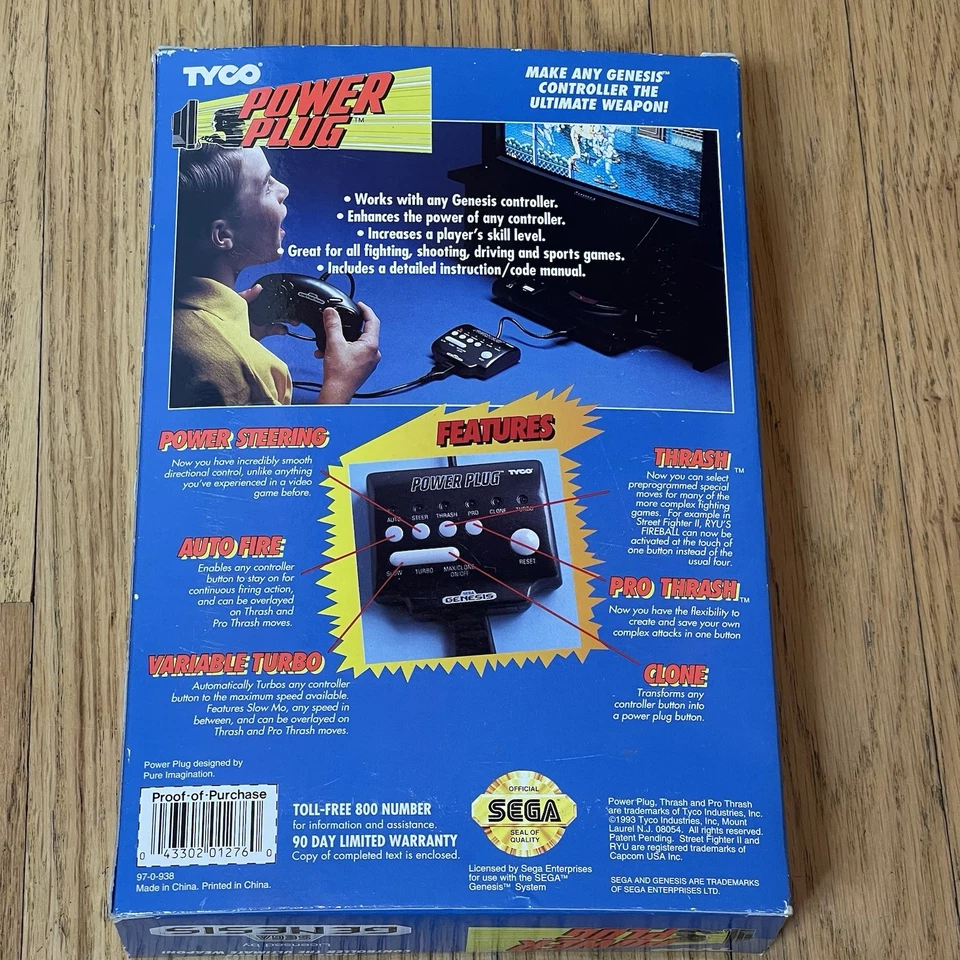 TYCO®
POWER
PLUG™
MAKE ANY GENESIS™
CONTROLLER THE
ULTIMATE WEAPON!
• Works with any Genesis controller.
• Enhances the power of any controller.
• Increases a player's skill level.
• Great for all fighting, shooting, driving and sports games.
• Includes a detailed instruction/code manual.
FEATURES
POWER STEERING
Now you have incredibly smooth
directional control, unlike anything
you've experienced in a video
game before.
AUTO FIRE
Enables any controller
button to stay on for
continuous firing action,
and can be overlayed
on Thrash and
Pro Thrash moves.
VARIABLE TURBO
Automatically Turbos any controller
button to the maximum speed available.
Features Slow Mo, any speed in
between, and can be overlayed on
Thrash and Pro Thrash moves.
POWER PLUG™ TYCO®
AUTO STEER THRASH PRO CLONE TURBO
RESET
SLOW TURBO MAX/CLONE
ON/OFF
SEGA
GENESIS
THRASH™
Now you can select
preprogrammed special
moves for many of the
more complex fighting
games. For example in
Street Fighter II, RYU'S
FIREBALL can now be
activated at the touch of
one button instead of the
usual four.
PRO THRASH™
Now you have the flexibility to
create and save your own
complex attacks in one button
CLONE
Transforms any
controller button into
a power plug button.
Power Plug designed by
Pure Imagination.
Proof-of-Purchase
0 43302 01276 0
97-0-938
Made in China. Printed in China.
TOLL-FREE 800 NUMBER
for information and assistance.
90 DAY LIMITED WARRANTY
Copy of completed text is enclosed.
OFFICIAL
SEGA
SEAL OF
QUALITY
Licensed by Sega Enterprises
for use with the SEGA™
Genesis™ System
Power Plug, Thrash and Pro Thrash
are trademarks of Tyco Industries, Inc.
©1993 Tyco Industries, Inc, Mount
Laurel N.J. 08054. All rights reserved.
Patent Pending. Street Fighter II and
RYU are registered trademarks of
Capcom USA Inc.
SEGA AND GENESIS ARE TRADEMARKS
OF SEGA ENTERPRISES LTD.
CONTROLLER THE ULTIMATE WEAPON!
Licensed by
SEGA
GENESIS
POWER
PLUG